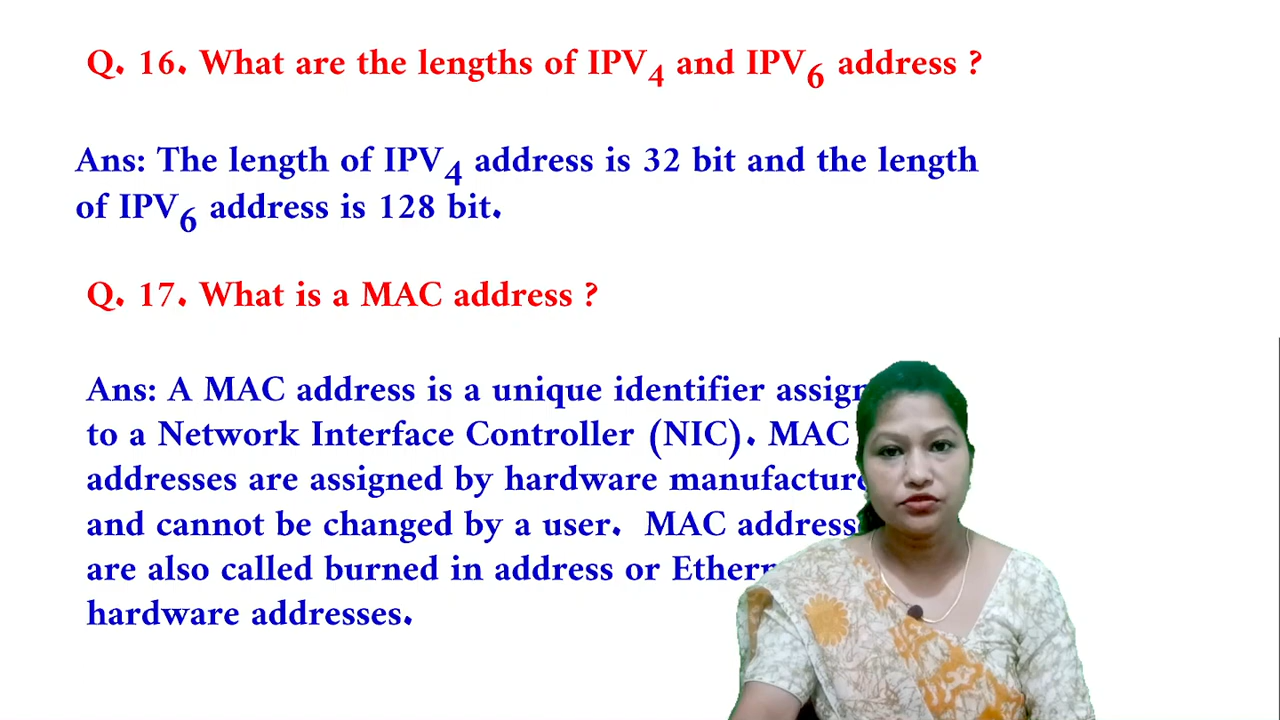 Q. 16. What are the lengths of IPV4 and IPV6 address ?
Ans: The length of IPV4 address is 32 bit and the length
of IPV6 address is 128 bit.
Q. 17. What is a MAC address ?
Ans: A MAC address is a unique identifier
to a Network Interface Controller (NIC). MAC
addresses are assigned by hardware
and cannot be changed by a user. MAC
are also called burned in address or
hardware addresses.